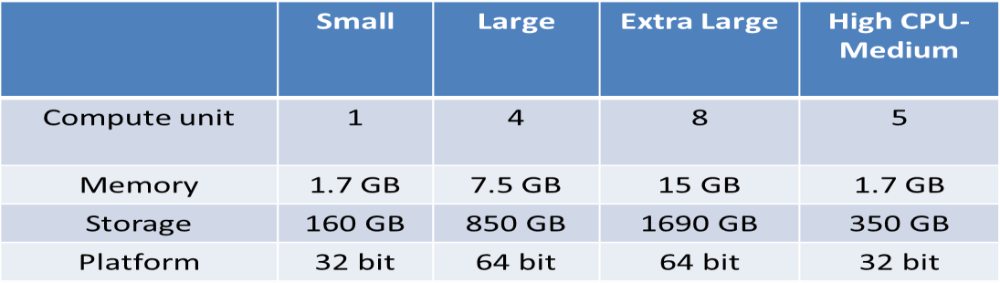 Small Large Extra Large High CPU-
Medium
Compute unit 1 4 8 5
Memory 1.7 GB 7.5 GB 15 GB 1.7 GB
Storage 160 GB 850 GB 1690 GB 350 GB
Platform 32 bit 64 bit 64 bit 32 bit